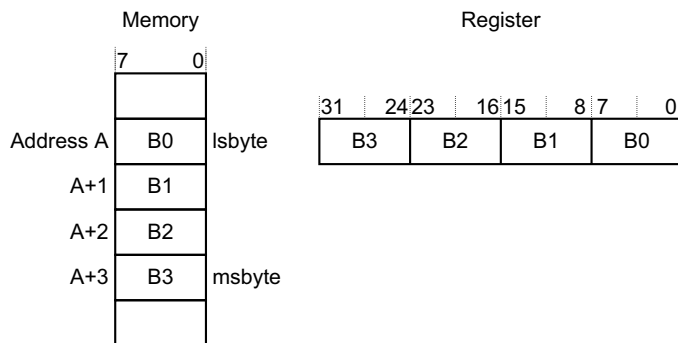 Memory
Register
7 0
31 24 23 16 15 8 7 0
Address A B0 lsbyte
B3 B2 B1 B0
A+1 B1
A+2 B2
A+3 B3 msbyte